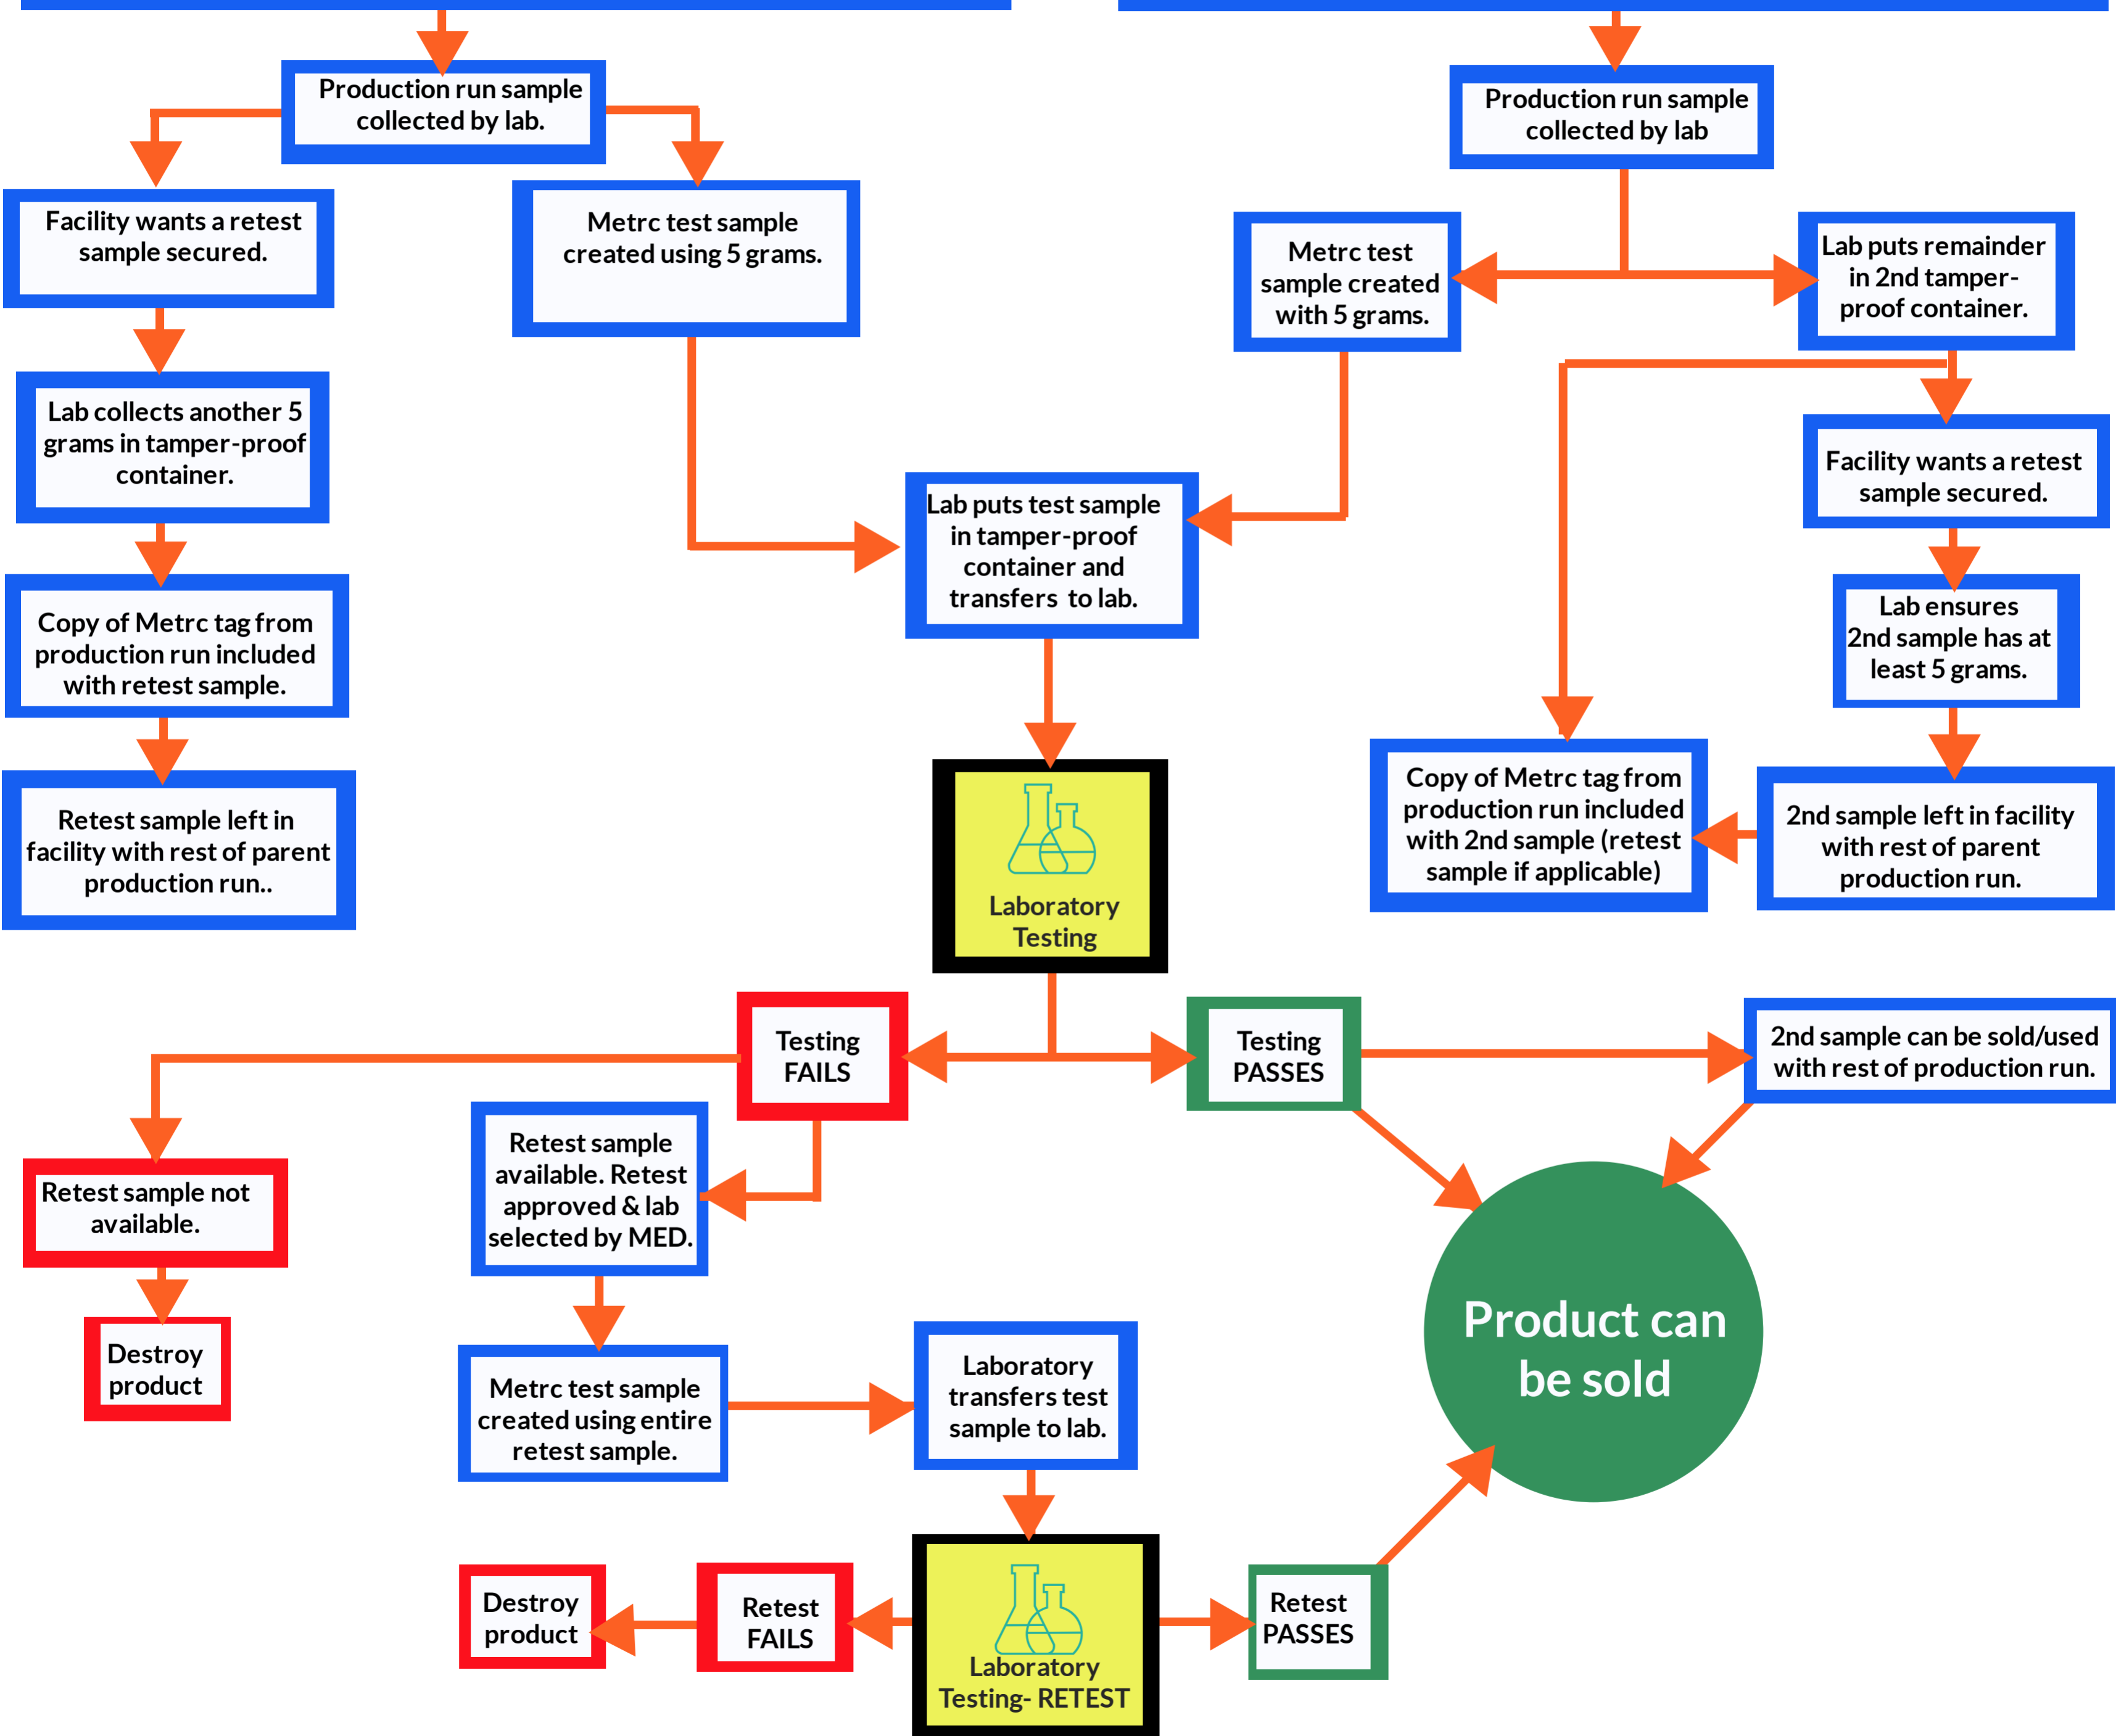 Production run sample
collected by lab.
Production run sample
collected by lab
Facility wants a retest
sample secured.
Metrc test sample
created using 5 grams.
Metrc test
sample created
with 5 grams.
Lab puts remainder
in 2nd tamper-
proof container.
Lab collects another 5
grams in tamper-proof
container.
Facility wants a retest
sample secured.
Lab puts test sample
in tamper-proof
container and
transfers to lab.
Copy of Metrc tag from
production run included
with retest sample.
Lab ensures
2nd sample has at
least 5 grams.
Retest sample left in
facility with rest of parent
production run..
Copy of Metrc tag from
production run included
with 2nd sample (retest
sample if applicable)
2nd sample left in facility
with rest of parent
production run.
Laboratory
Testing
Testing
FAILS
Testing
PASSES
2nd sample can be sold/used
with rest of production run.
Retest sample not
available.
Retest sample
available. Retest
approved & lab
selected by MED.
Destroy
product
Product can
be sold
Metrc test sample
created using entire
retest sample.
Laboratory
transfers test
sample to lab.
Destroy
product
Retest
FAILS
Laboratory
Testing- RETEST
Retest
PASSES